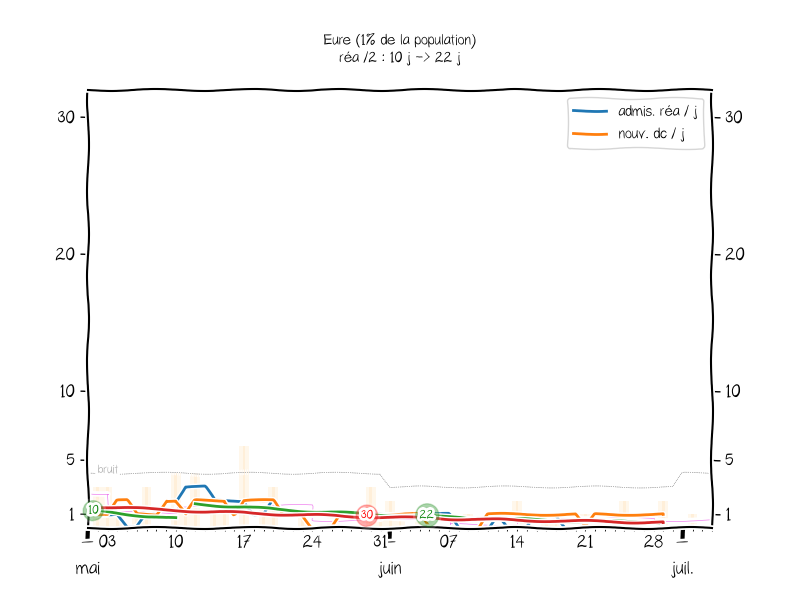 Eure (1% de la population)
réa /2 : 10 j -> 22 j
admis. réa / j
nouv. dc / j
30
30
20
20
10
10
5
5
bruit
1
10
30
22
1
03 10 17 24 31 07 14 21 28
mai juin juil.